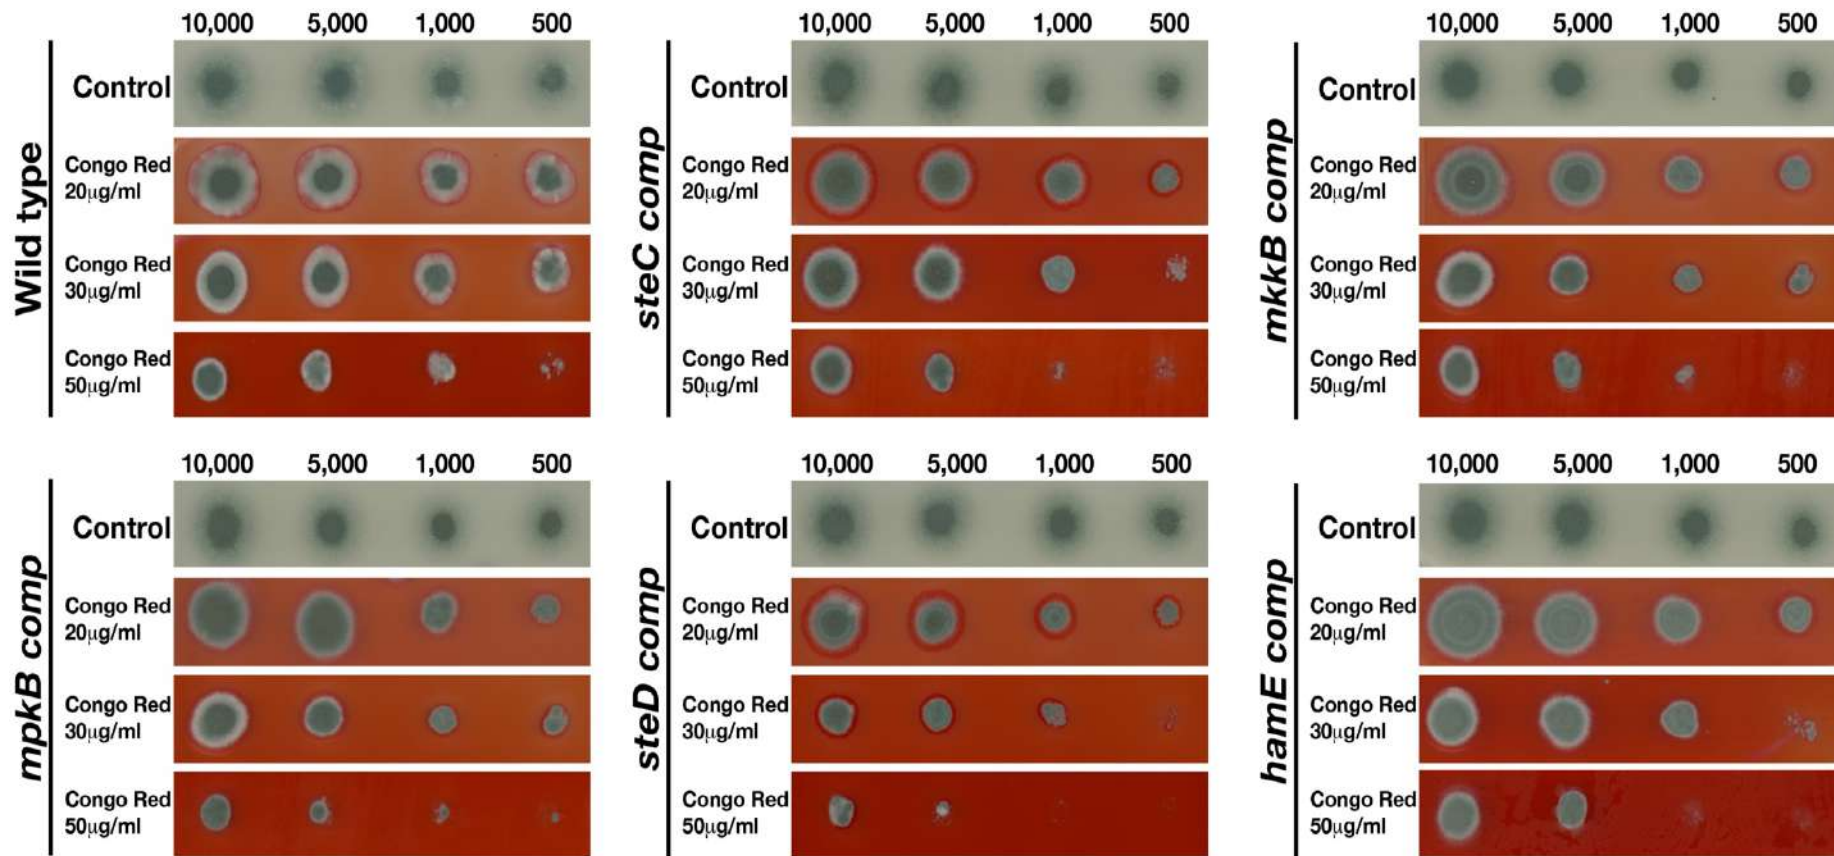 10,000 5,000 1,000 500
Wild type
Control
Congo Red
20µg/ml
Congo Red
30µg/ml
Congo Red
50µg/ml
10,000 5,000 1,000 500
steC comp
Control
Congo Red
20µg/ml
Congo Red
30µg/ml
Congo Red
50µg/ml
10,000 5,000 1,000 500
mkkB comp
Control
Congo Red
20µg/ml
Congo Red
30µg/ml
Congo Red
50µg/ml
10,000 5,000 1,000 500
mpkB comp
Control
Congo Red
20µg/ml
Congo Red
30µg/ml
Congo Red
50µg/ml
10,000 5,000 1,000 500
steD comp
Control
Congo Red
20µg/ml
Congo Red
30µg/ml
Congo Red
50µg/ml
10,000 5,000 1,000 500
hamE comp
Control
Congo Red
20µg/ml
Congo Red
30µg/ml
Congo Red
50µg/ml